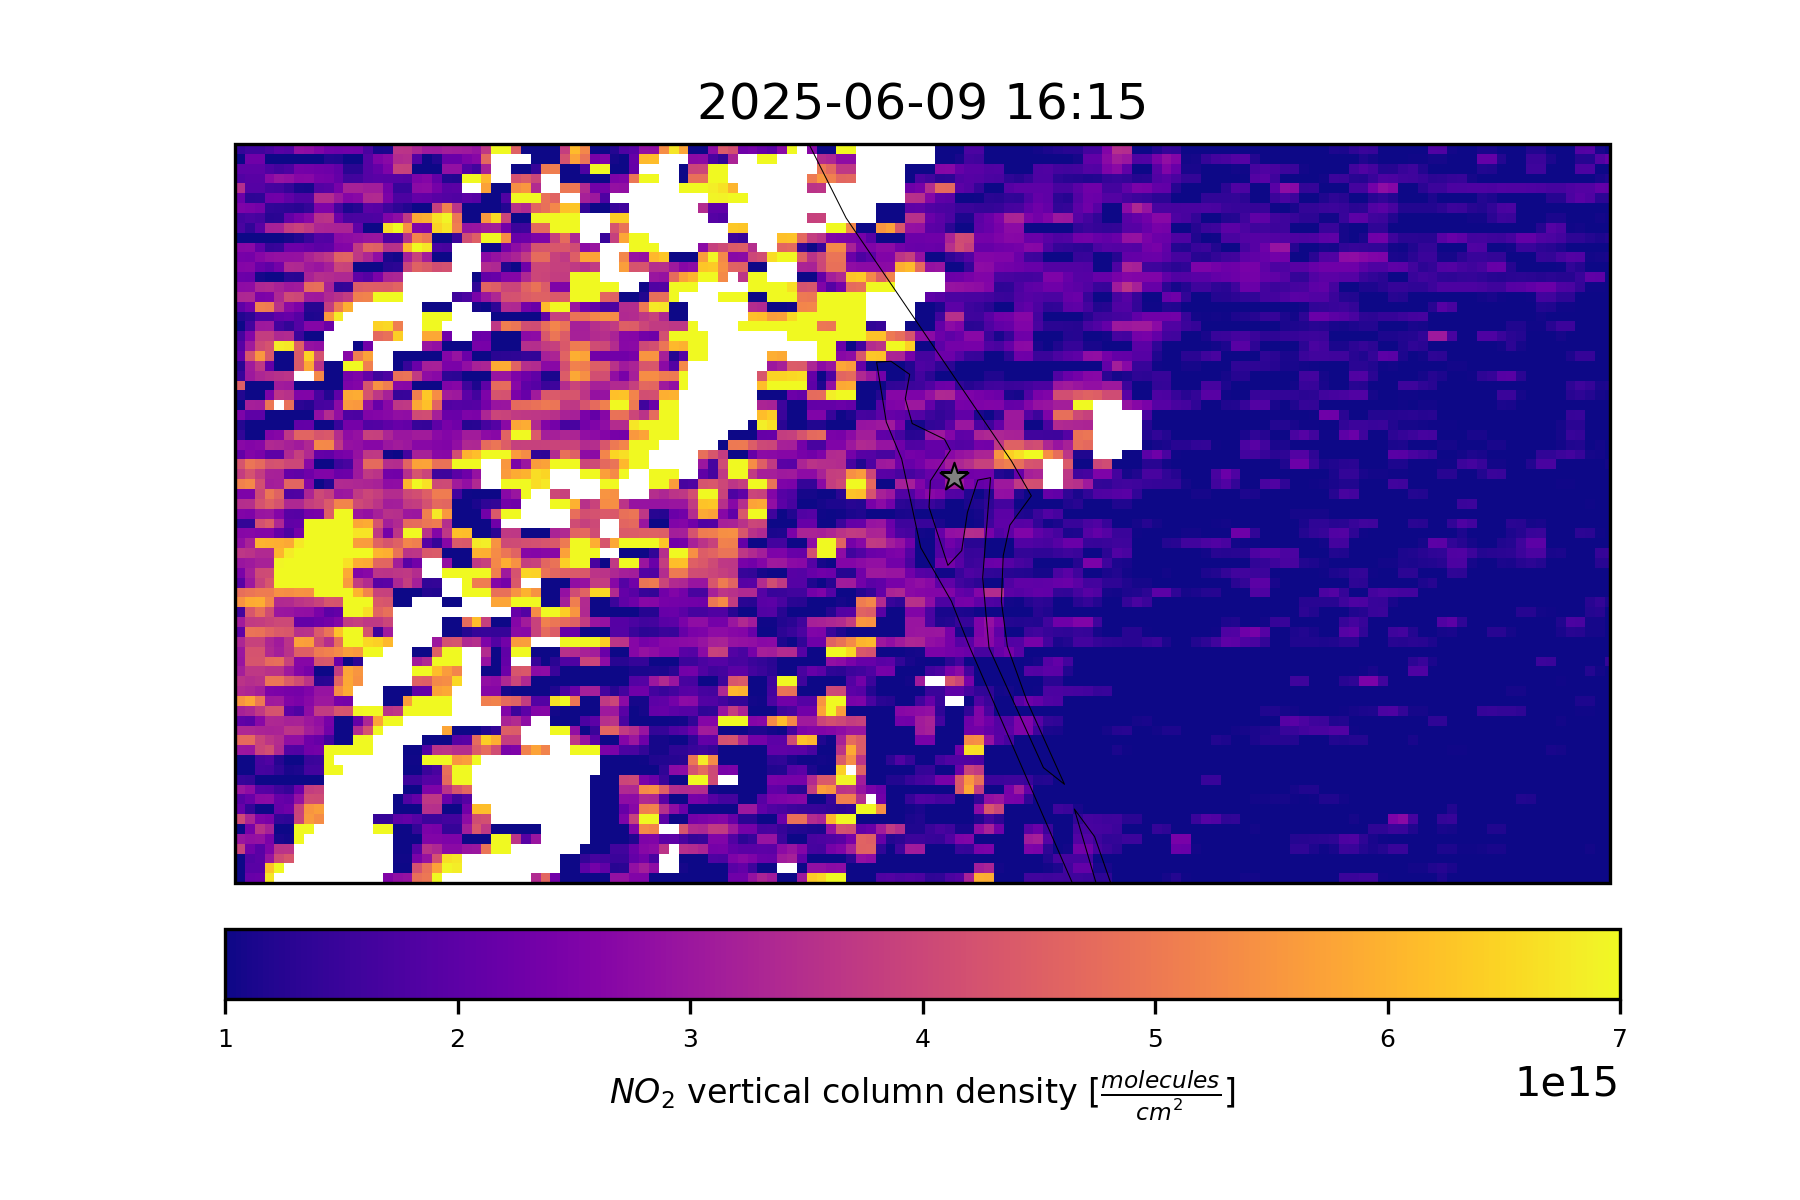 2025-06-09 16:15
1 2 3 4 5 6 7
1e15
NO₂ vertical column density [molecules/cm²]